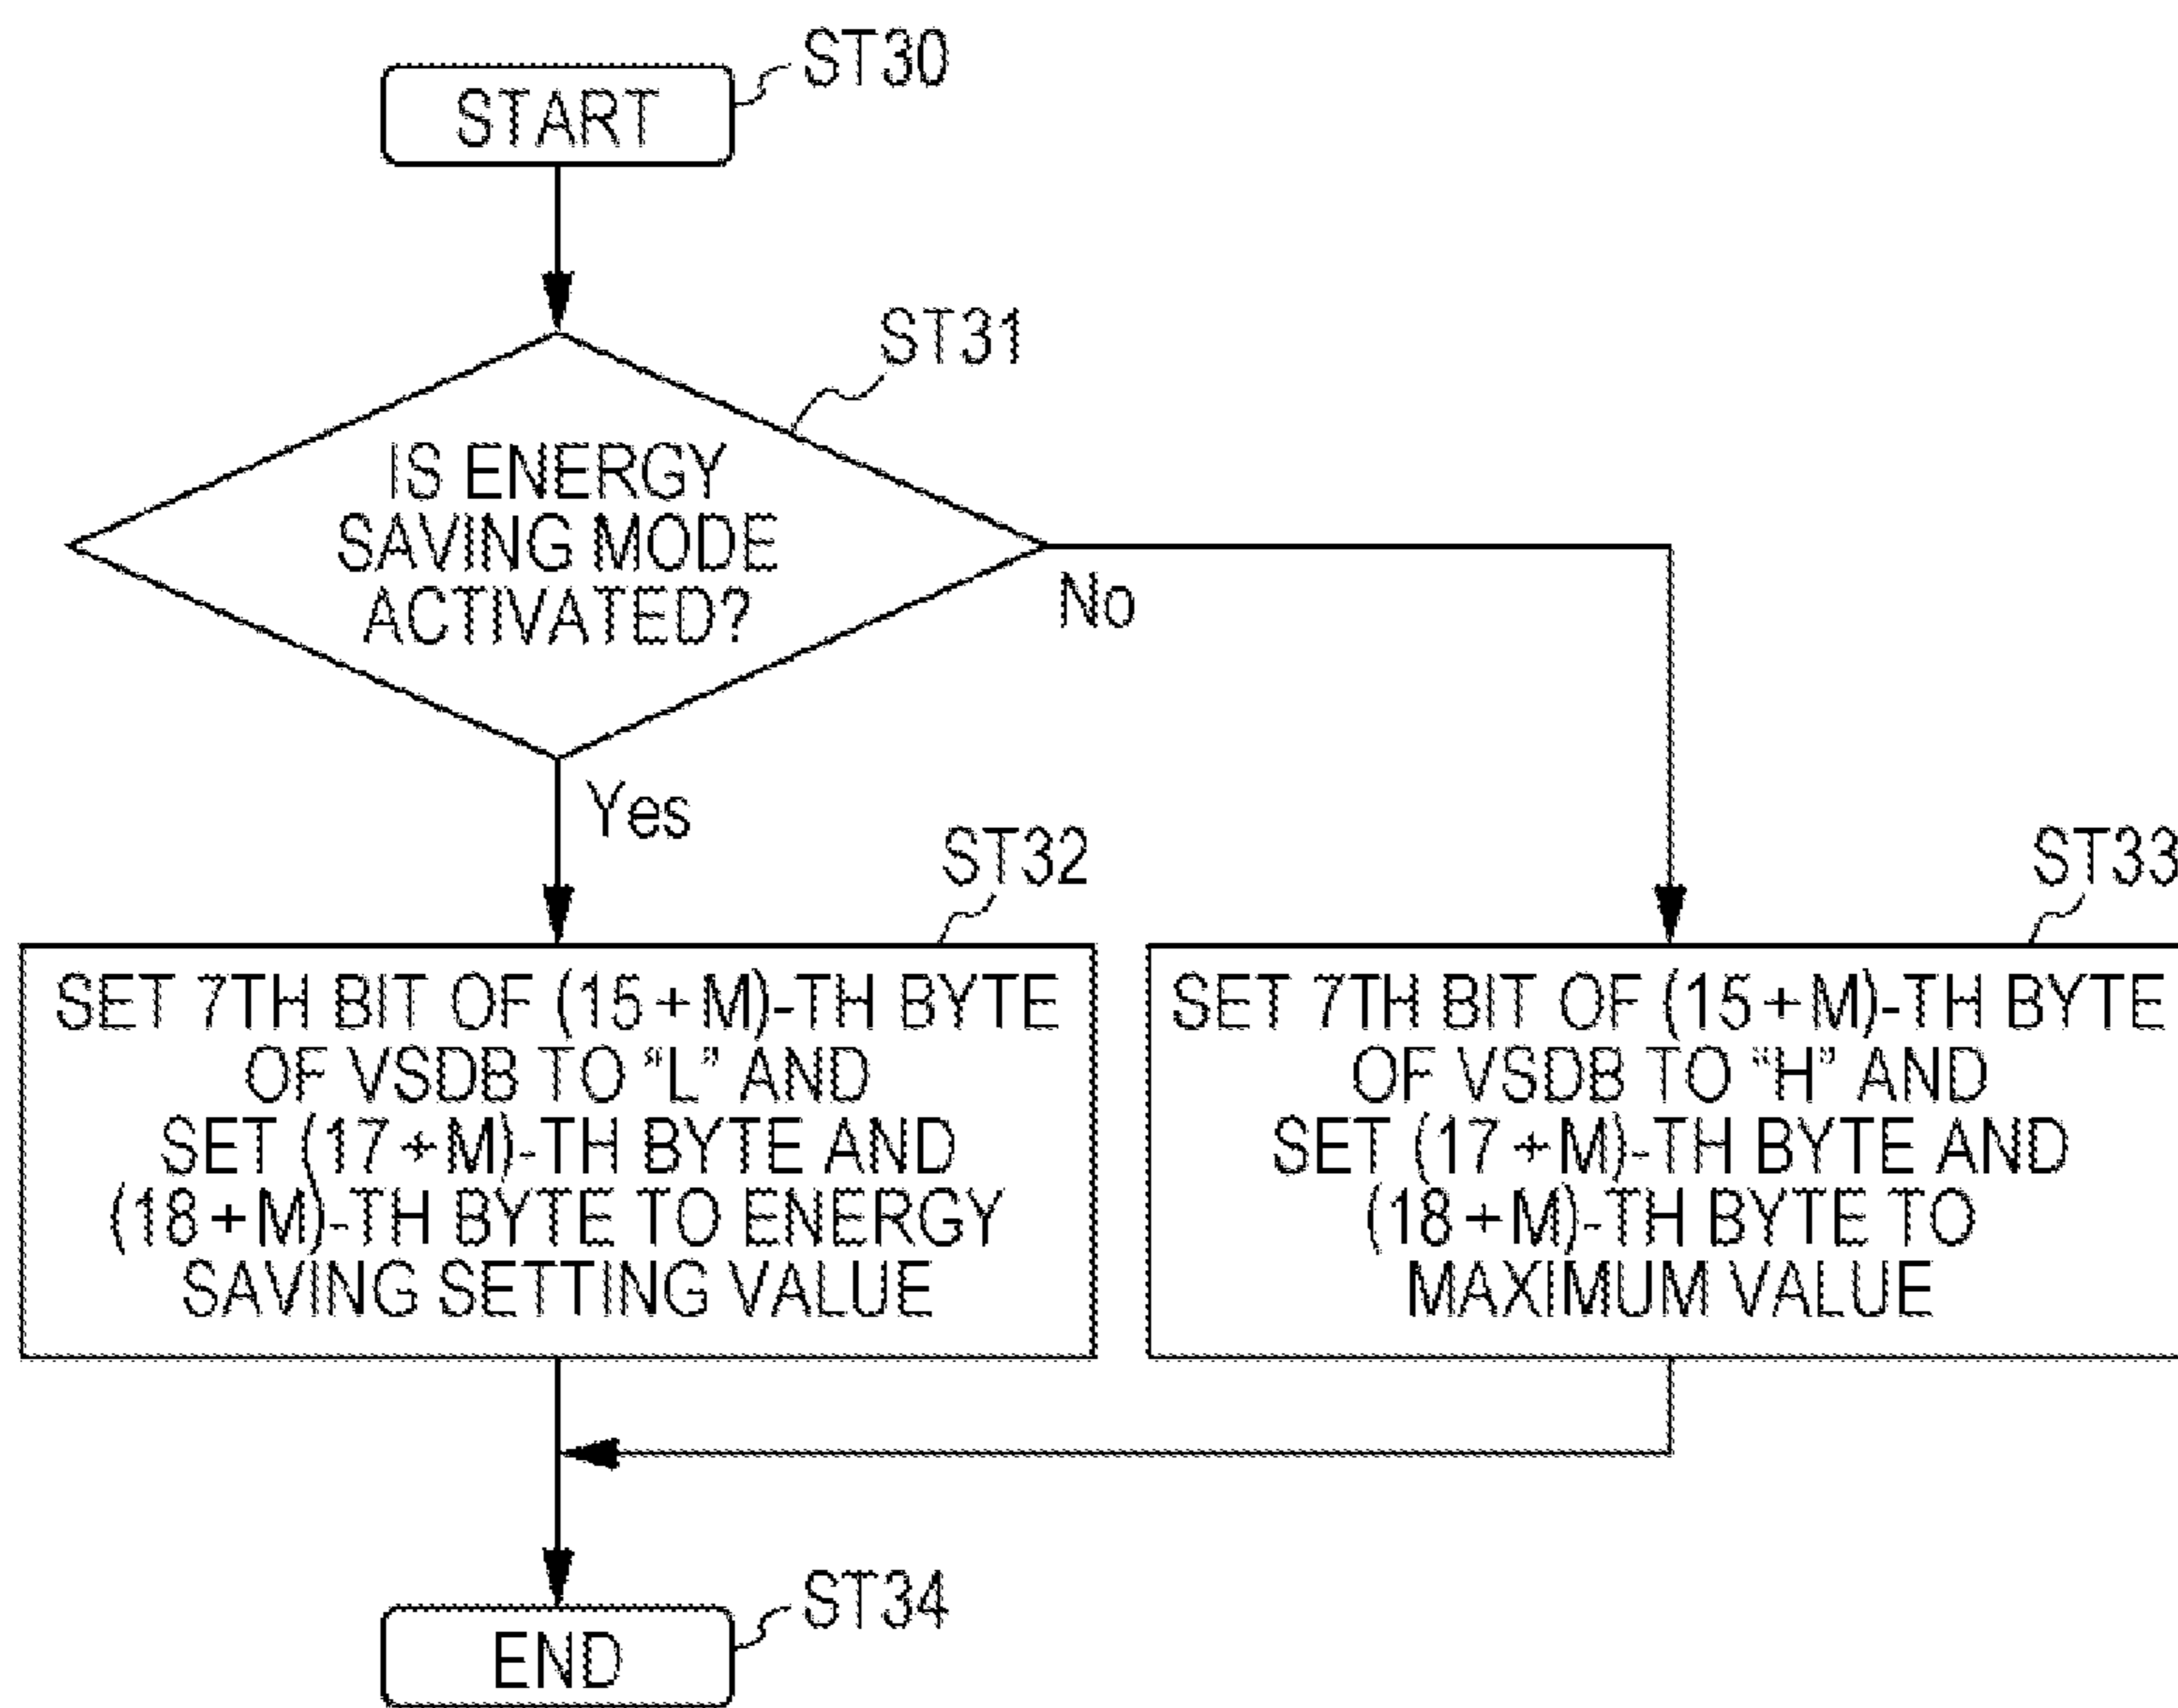 START
ST30
ST31
IS ENERGY
SAVING MODE
ACTIVATED?
No
Yes
ST32
SET 7TH BIT OF (15+M)-TH BYTE
OF VSDB TO "L" AND
SET (17+M)-TH BYTE AND
(18+M)-TH BYTE TO ENERGY
SAVING SETTING VALUE
ST33
SET 7TH BIT OF (15+M)-TH BYTE
OF VSDB TO "H" AND
SET (17+M)-TH BYTE AND
(18+M)-TH BYTE TO
MAXIMUM VALUE
END
ST34